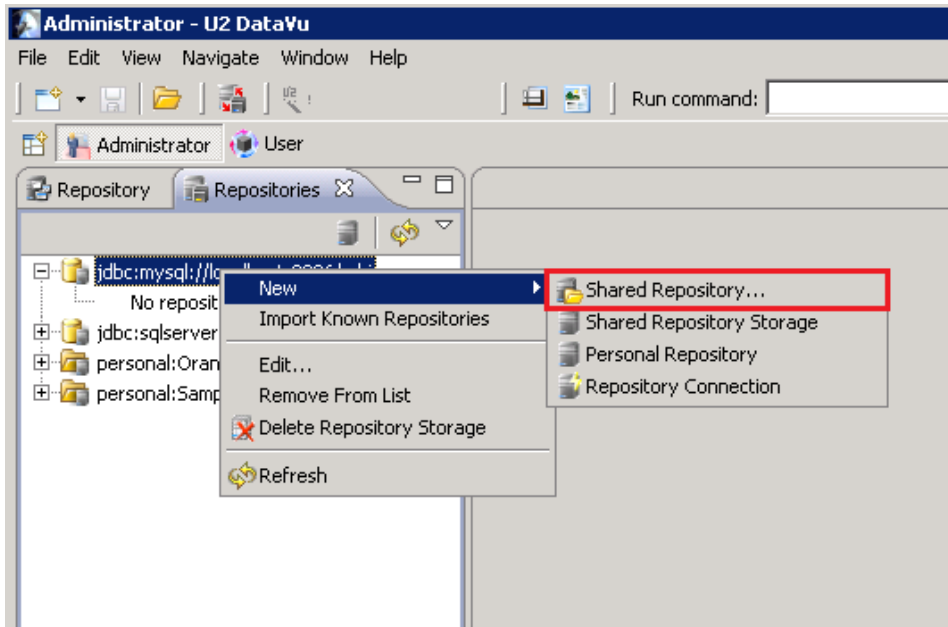 Administrator - U2 DataVu
File Edit View Navigate Window Help
Run command:
Administrator User
Repository Repositories
jdbc:mysql://
No reposit
jdbc:sqlserver
personal:Oran
personal:Samp
New
Import Known Repositories
Edit...
Remove From List
Delete Repository Storage
Refresh
Shared Repository...
Shared Repository Storage
Personal Repository
Repository Connection